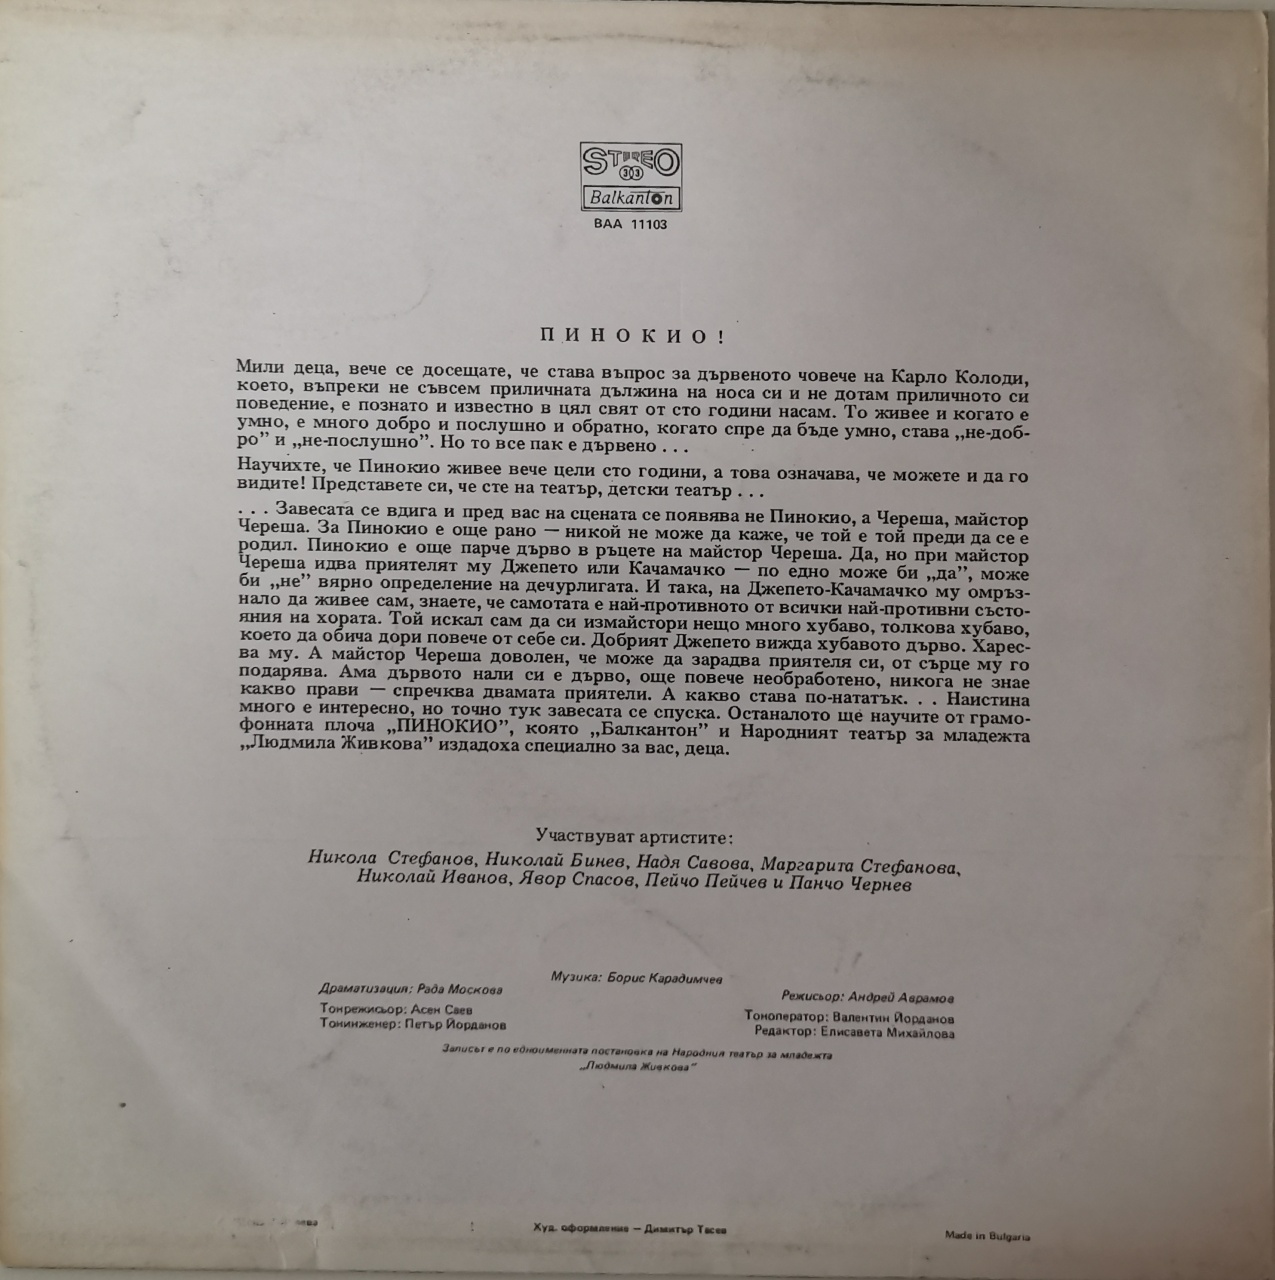 STEREO
33
Balkanton
ВАА 11103
ПИНОКИО!
Мили деца, вече се досещате, че става въпрос за дървеното човече на Карло Колоди,
което, въпреки не съвсем приличната дължина на носа си и не дотам приличното си
поведение, е познато и известно в цял свят от сто години насам. То живее и когато е
умно, е много добро и послушно и обратно, когато спре да бъде умно, става „не-доб-
ро” и „не-послушно”. Но то все пак е дървено . . .
Научихте, че Пинокио живее вече цели сто години, а това означава, че можете и да го
видите! Представете си, че сте на театър, детски театър . . .
. . . Завесата се вдига и пред вас на сцената се появява не Пинокио, а Череша, майстор
Череша. За Пинокио е още рано — никой не може да каже, че той е той преди да се е
родил. Пинокио е още парче дърво в ръцете на майстор Череша. Да, но при майстор
Череша идва приятелят му Джепето или Качамачко — по едно може би „да”, може
би „не” вярно определение на дечурлигата. И така, на Джепето-Качамачко му омръз-
нало да живее сам, знаете, че самотата е най-противното от всички най-противни състо-
яния на хората. Той искал сам да си измайстори нещо много хубаво, толкова хубаво,
което да обича дори повече от себе си. Добрият Джепето вижда хубавото дърво. Харес-
ва му. А майстор Череша доволен, че може да зарадва приятеля си, от сърце му го
подарява. Ама дървото нали си е дърво, още повече необработено, никога не знае
какво прави — спречква двамата приятели. А какво става по-нататък. . . Наистина
много е интересно, но точно тук завесата се спуска. Останалото ще научите от грамо-
фонната плоча „ПИНОКИО”, която „Балкантон” и Народният театър за младежта
„Людмила Живкова” издадоха специално за вас, деца.
Участвуват артистите:
Никола Стефанов, Николай Бинев, Надя Савова, Маргарита Стефанова,
Николай Иванов, Явор Спасов, Пейчо Пейчев и Панчо Чернев
Музика: Борис Карадимчев
Драматизация: Рада Москова
Режисьор: Андрей Аврамов
Тонрежисьор: Асен Саев
Тоноператор: Валентин Йорданов
Тонинженер: Петър Йорданов
Редактор: Елисавета Михайлова
Записът е по едноименната постановка на Народния театър за младежта
„Людмила Живкова”
Худ. оформление — Димитър Тасев
Made in Bulgaria